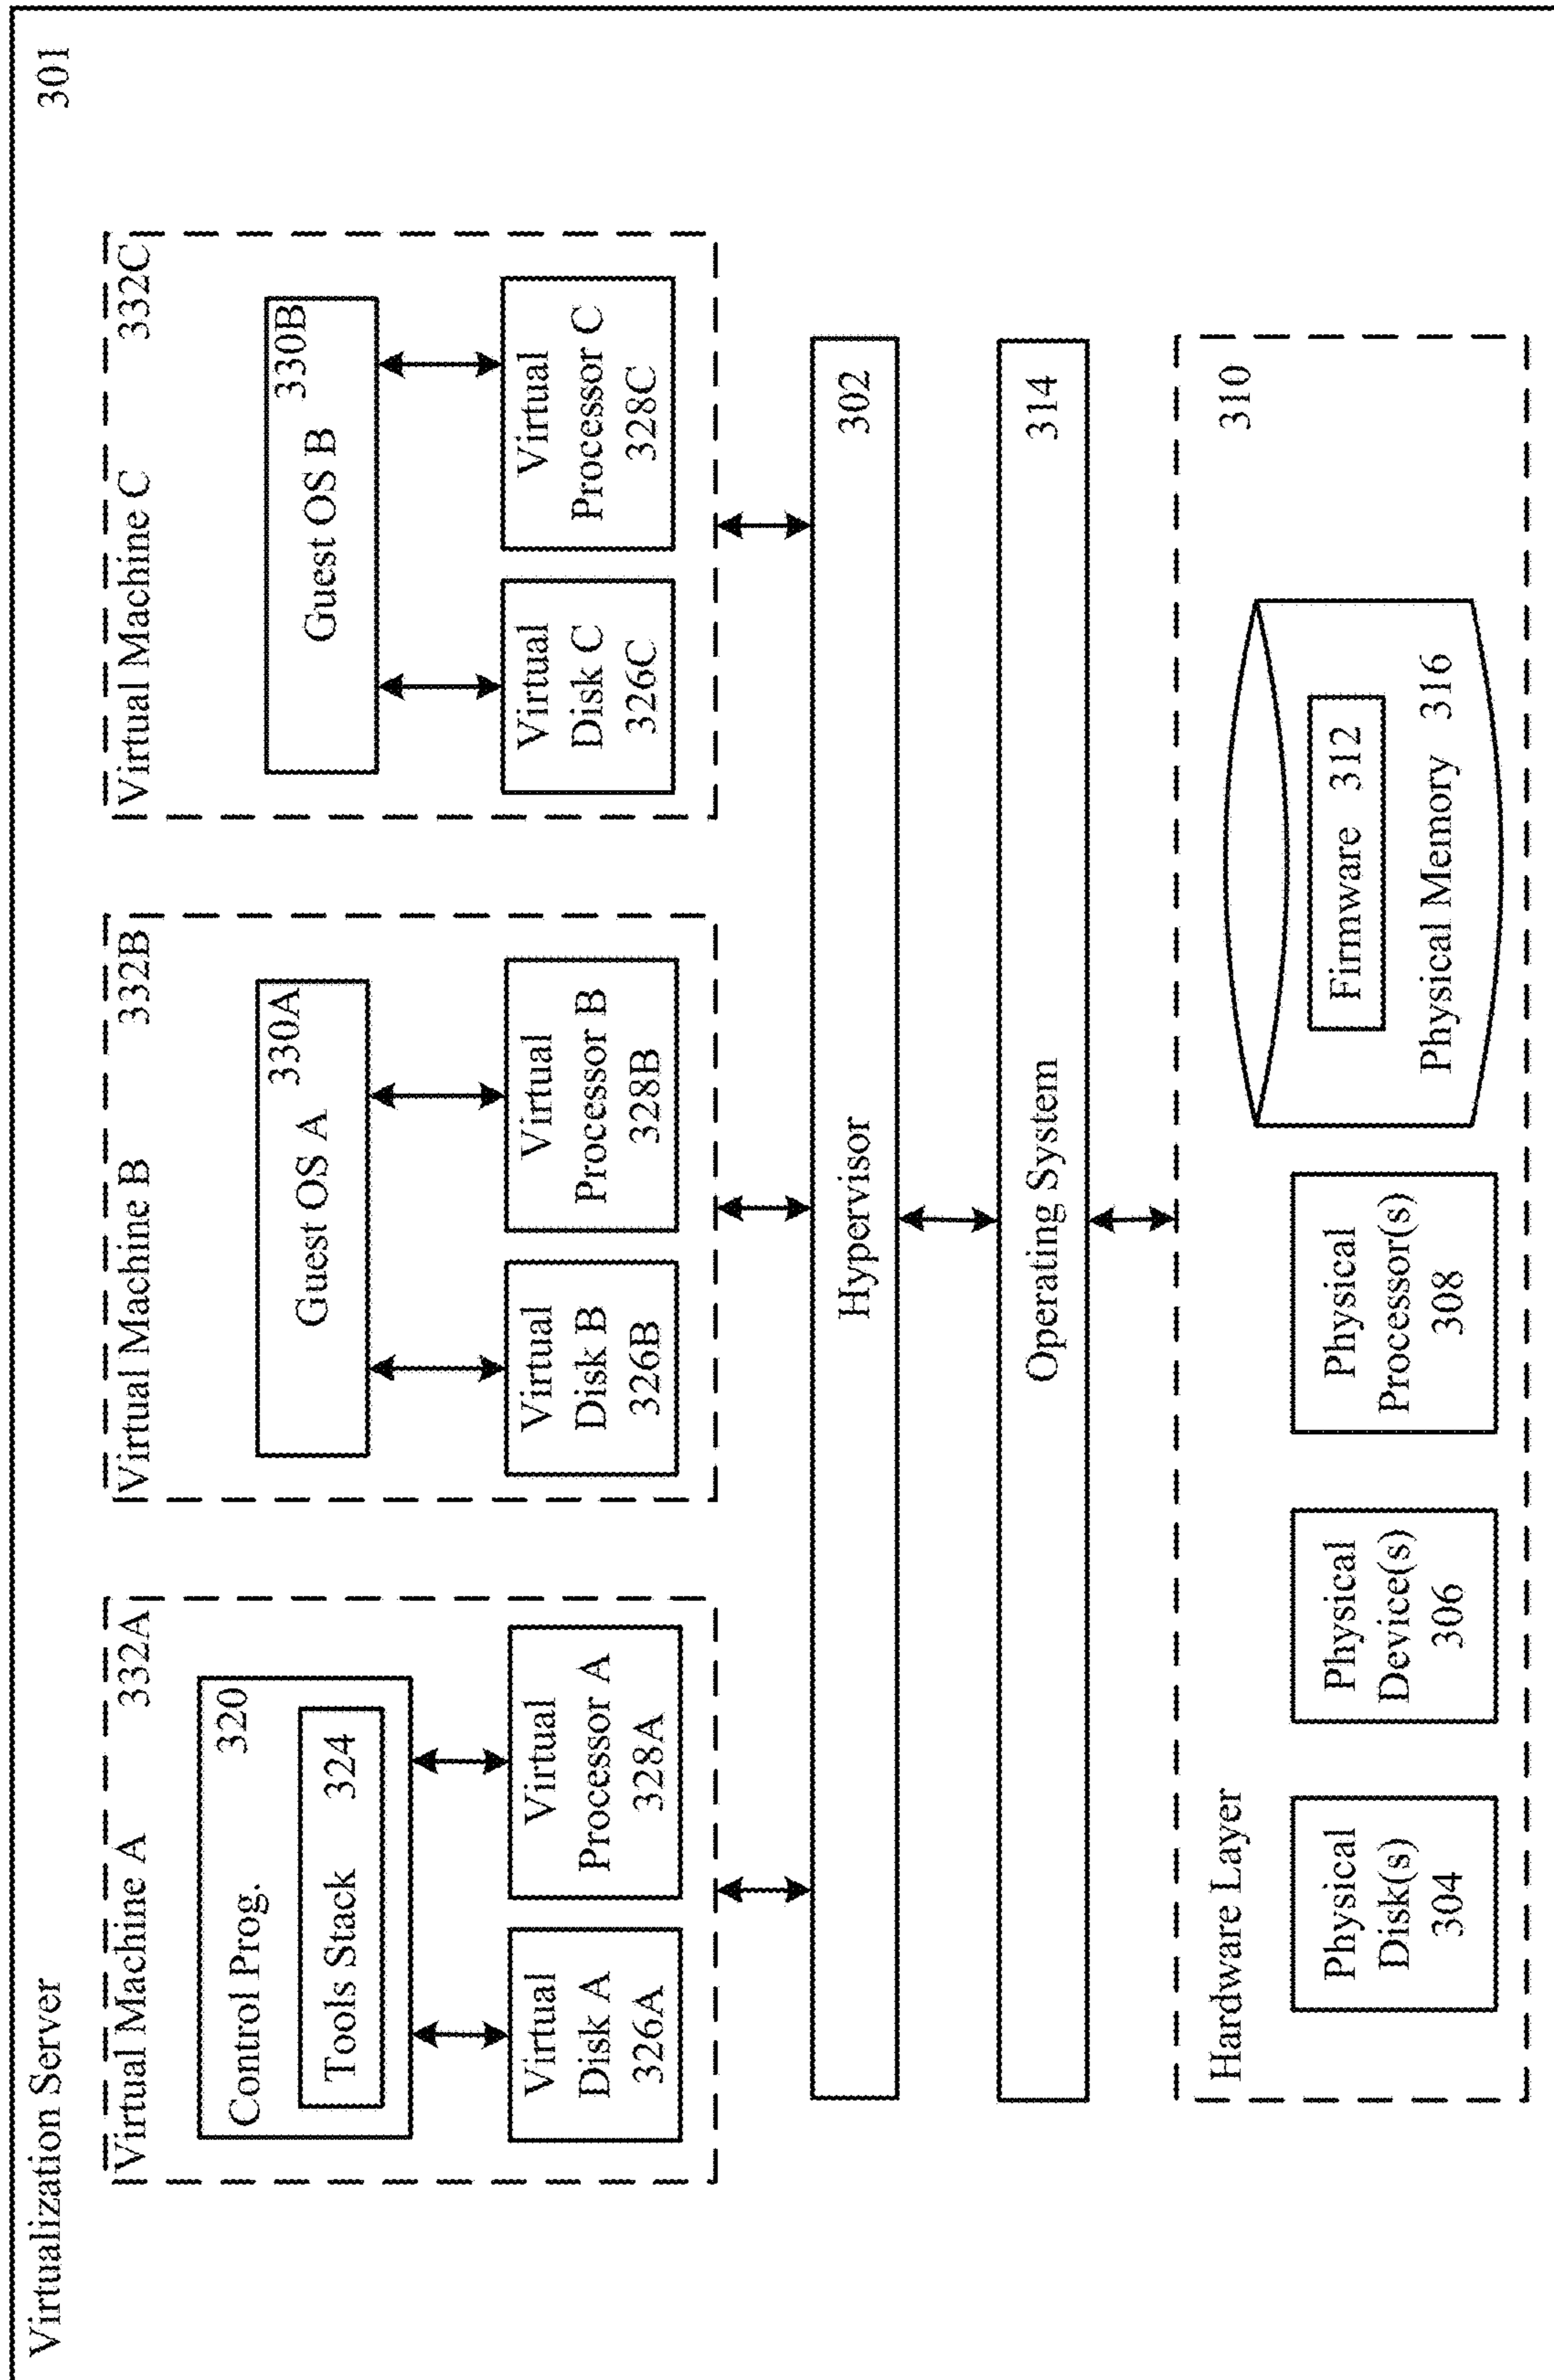 Virtualization Server
301
Virtual Machine A
332A
Control Prog.
320
Tools Stack 324
Virtual
Disk A
326A
Virtual
Processor A
328A
Virtual Machine B
332B
Guest OS A
330A
Virtual
Disk B
326B
Virtual
Processor B
328B
Virtual Machine C
332C
Guest OS B
330B
Virtual
Disk C
326C
Virtual
Processor C
328C
Hypervisor
302
Operating System
314
Hardware Layer
310
Physical
Disk(s)
304
Physical
Device(s)
306
Physical
Processor(s)
308
Firmware 312
Physical Memory 316